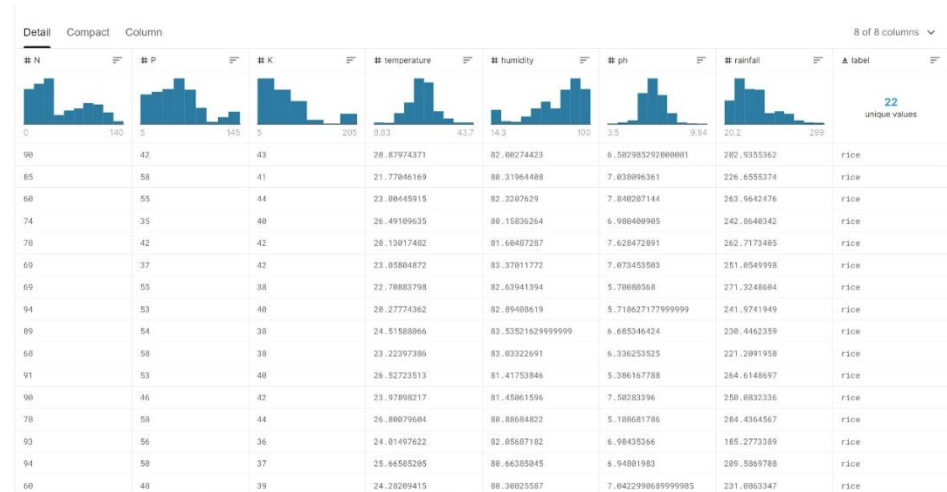 Detail Compact Column 8 of 8 columns
# N # P # K # temperature # humidity # ph # rainfall A label
22
unique values
0 140 5 145 5 205 8.83 43.7 14.3 100 3.5 9.94 20.2 299
90 42 43 20.87974371 82.00274423 6.502985292000001 202.9355362 rice
85 58 41 21.77046169 80.31964408 7.038096361 226.6555374 rice
60 55 44 23.00445915 82.3207629 7.840207144 263.9642476 rice
74 35 40 26.49109635 80.15836264 6.980400905 242.8640342 rice
78 42 42 20.13017482 81.60487287 7.628472891 262.7173405 rice
69 37 42 23.05804872 83.37011772 7.073453503 251.0549998 rice
69 55 38 22.70883798 82.63941394 5.70080568 271.3248604 rice
94 53 40 20.27774362 82.89408619 5.718627177999999 241.9741949 rice
89 54 38 24.51588066 83.53521629999999 6.685346424 230.4462359 rice
68 58 38 23.22397386 83.03322691 6.336253525 221.2091958 rice
91 53 40 26.52723513 81.41753846 5.386167788 264.6148697 rice
90 46 42 23.97898217 81.45061596 7.50283396 250.0832336 rice
78 58 44 26.80079604 80.88684822 5.108681786 284.4364567 rice
93 56 36 24.01497622 82.05687182 6.98435366 185.2773389 rice
94 50 37 25.66585205 80.66385045 6.94801983 209.5869708 rice
60 48 39 24.28209415 80.30025587 7.0422990689999985 231.0863347 rice